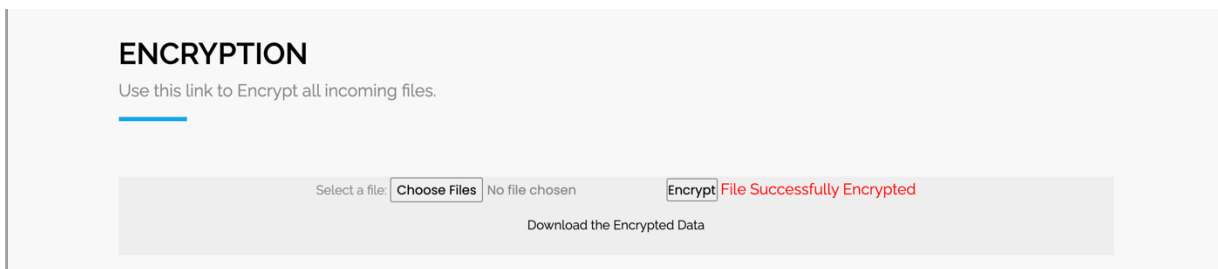 ENCRYPTION
Use this link to Encrypt all incoming files.
Select a file: Choose Files No file chosen Encrypt File Successfully Encrypted
Download the Encrypted Data